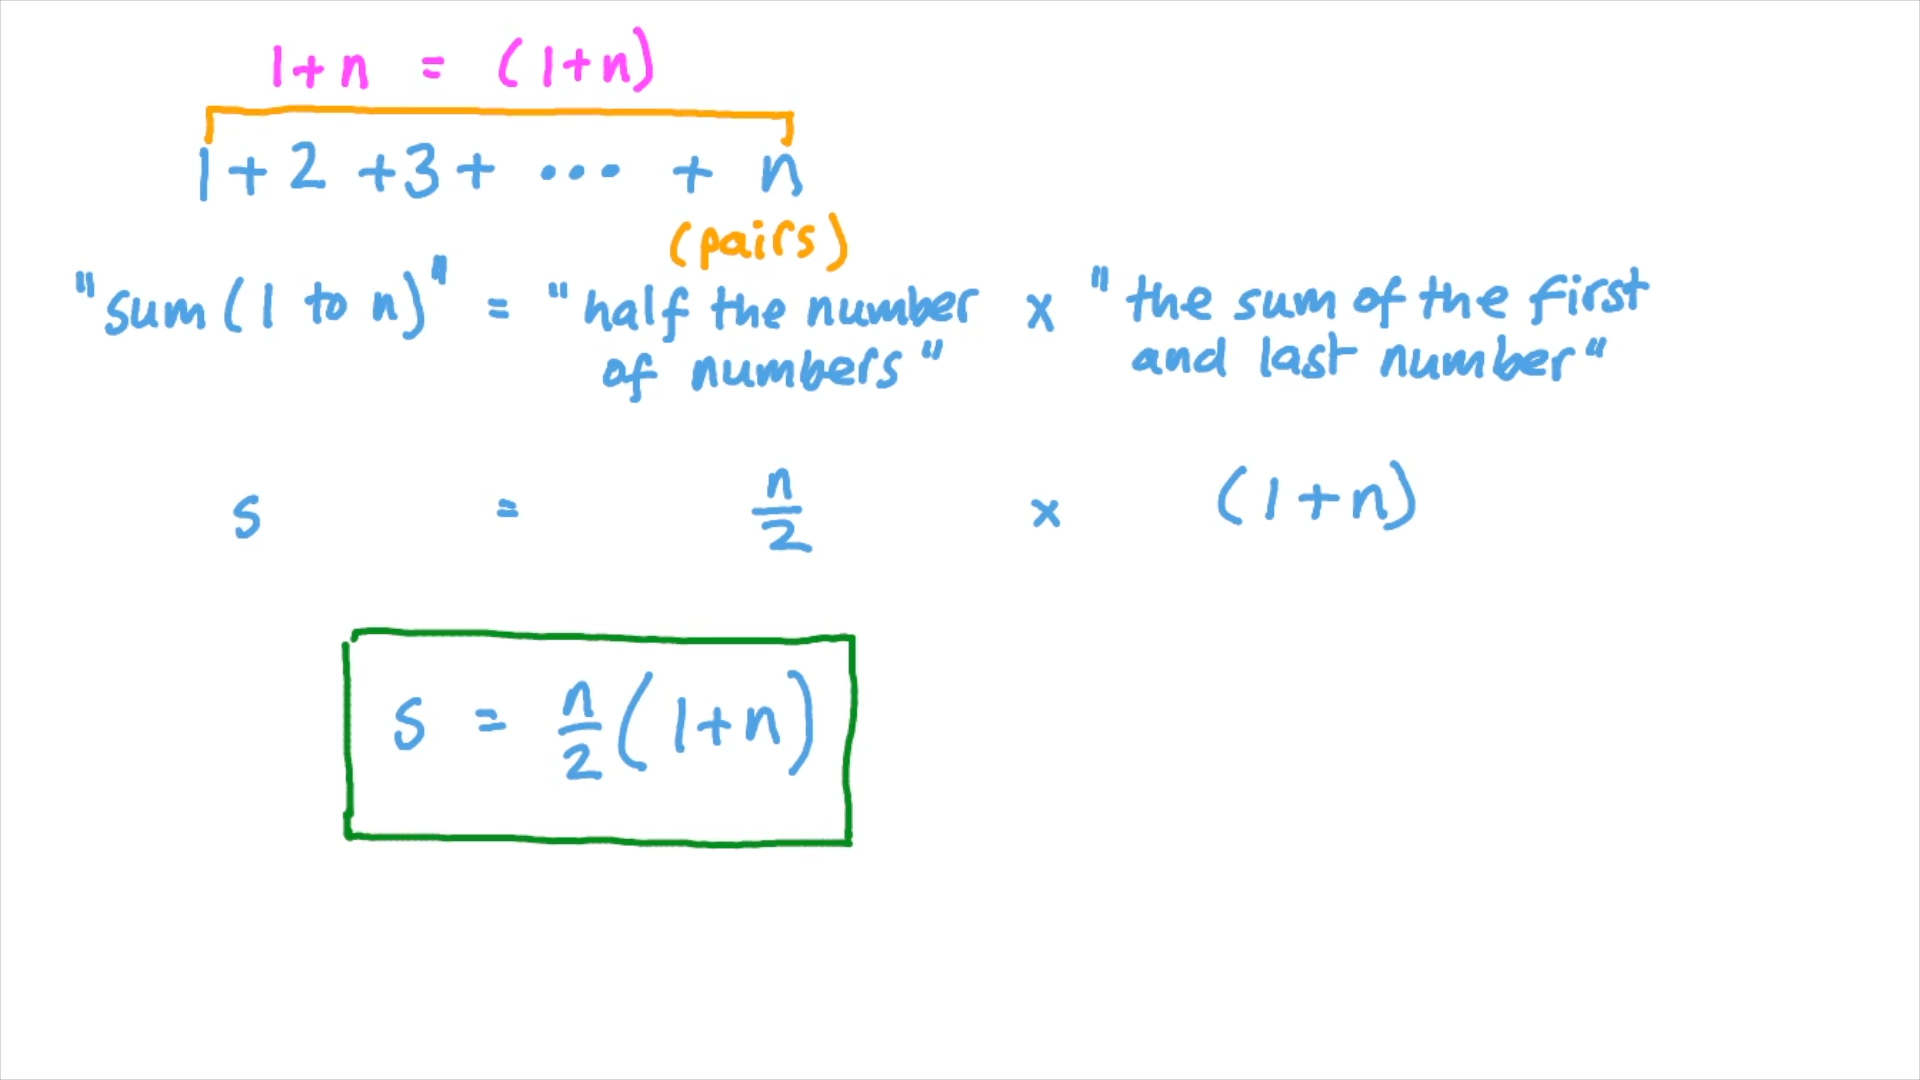 1+n = (1+n)
1 + 2 + 3 + ••• + n
(pairs)
"sum (1 to n)" = "half the number x "the sum of the first
of numbers" and last number"
s = n/2 x (1+n)
s = n/2 (1+n)